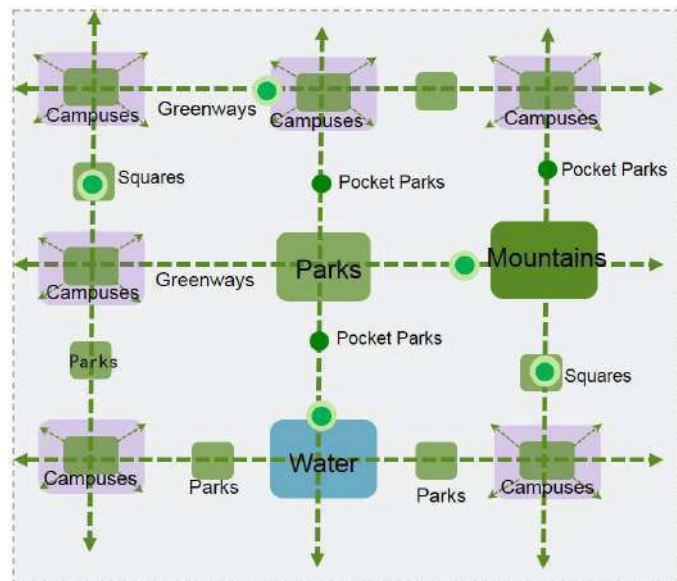 Campuses
Greenways
Campuses
Campuses
Squares
Pocket Parks
Pocket Parks
Campuses
Greenways
Parks
Mountains
Parks
Pocket Parks
Squares
Campuses
Parks
Water
Parks
Campuses